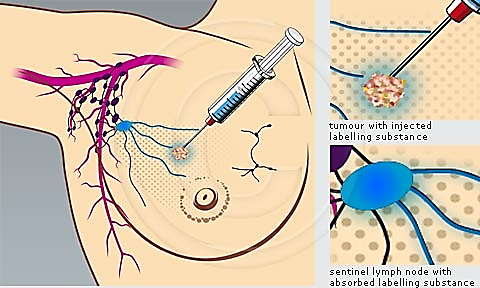 tumour with injected
labelling substance
sentinel lymph node with
absorbed labelling substance